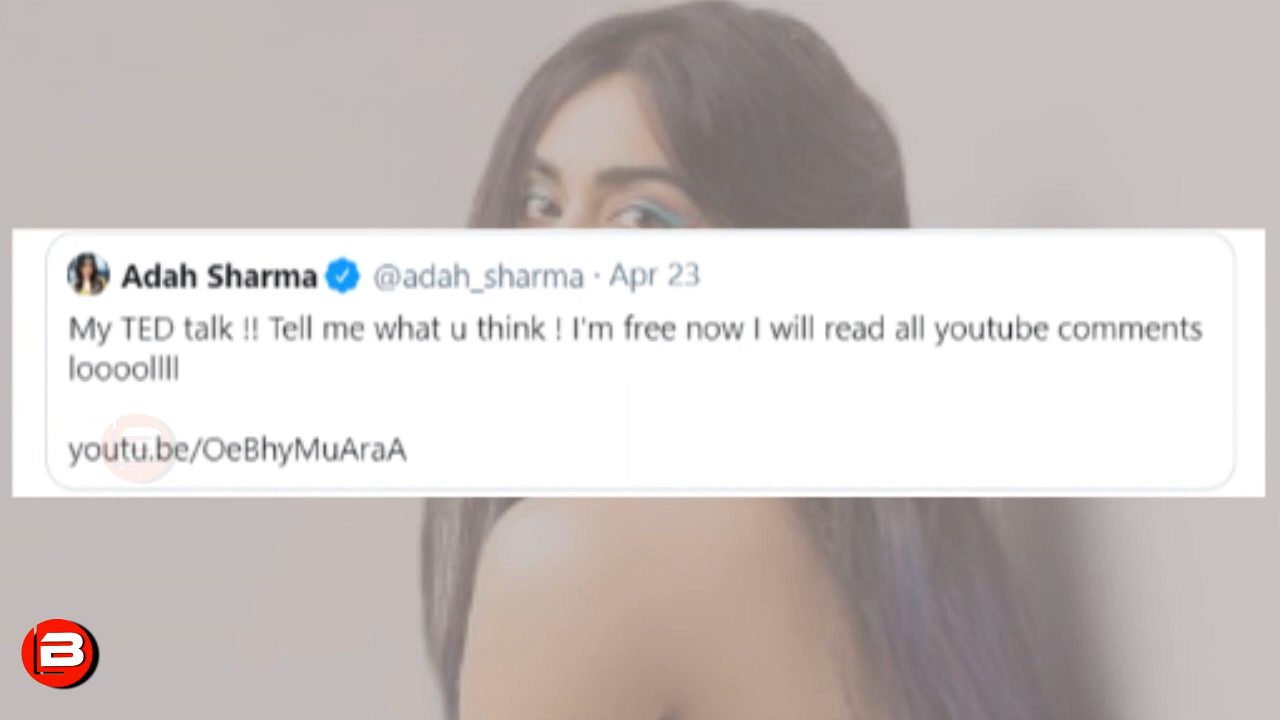 Adah Sharma @adah_sharma · Apr 23
My TED talk !! Tell me what u think ! I'm free now I will read all youtube comments
loooollll
youtu.be/OeBhyMuAraA
B